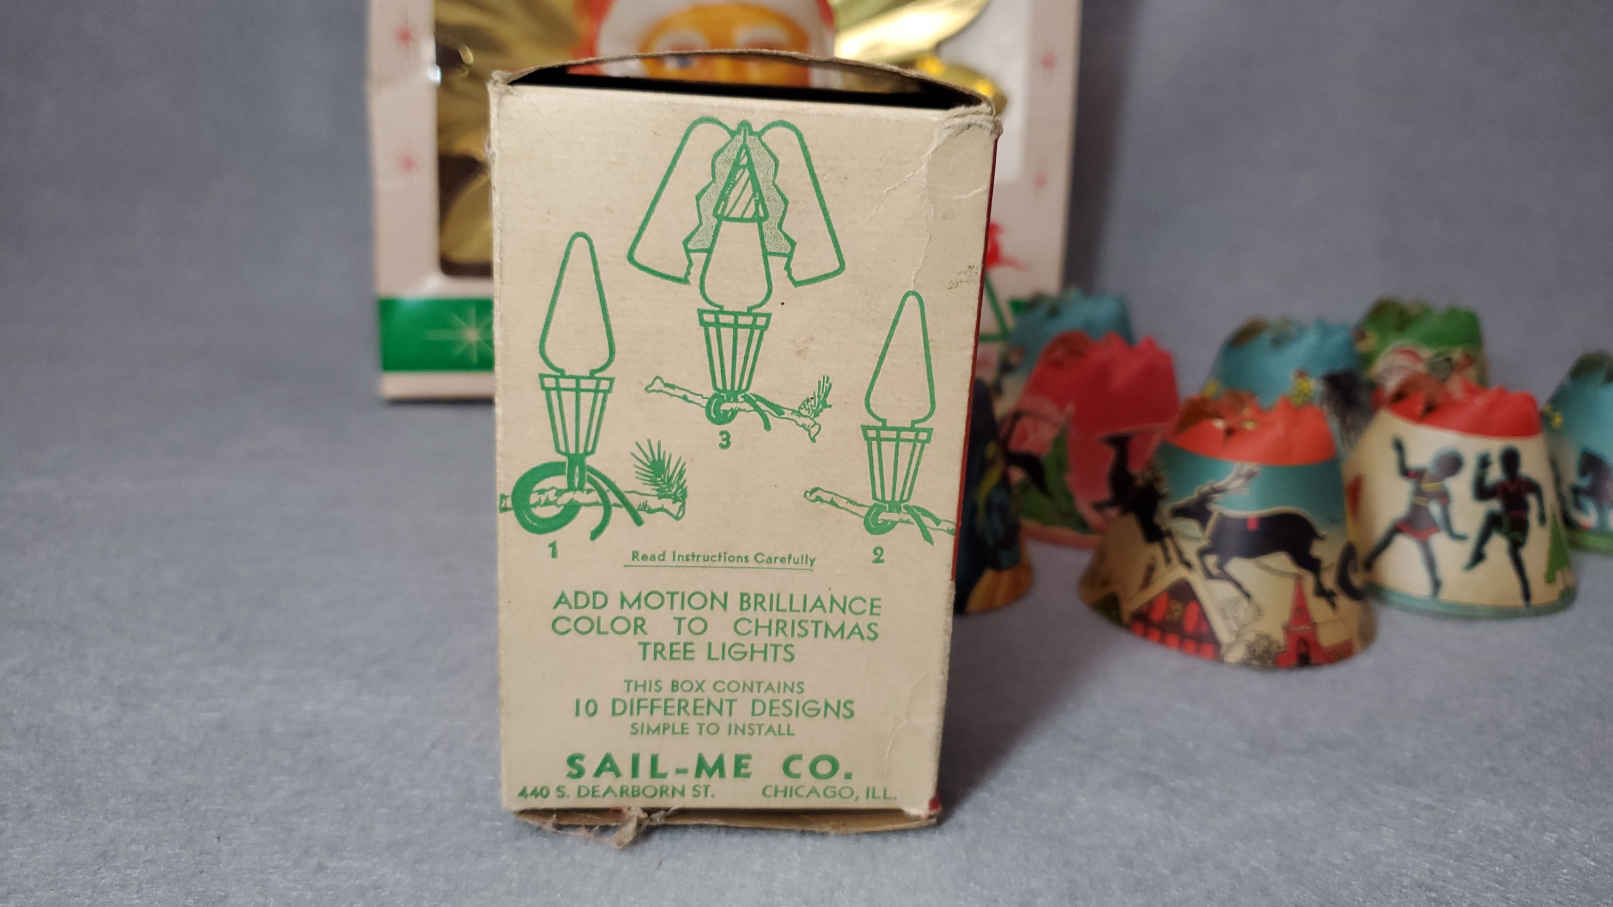 3
1
2
Read Instructions Carefully
ADD MOTION BRILLIANCE
COLOR TO CHRISTMAS
TREE LIGHTS
THIS BOX CONTAINS
10 DIFFERENT DESIGNS
SIMPLE TO INSTALL
SAIL-ME CO.
440 S. DEARBORN ST. CHICAGO, ILL.